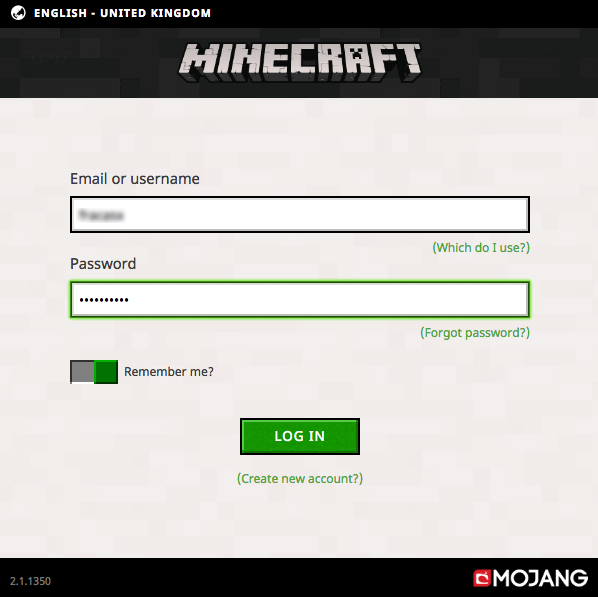 ENGLISH - UNITED KINGDOM
MINECRAFT
Email or username
(Which do I use?)
Password
••••••••••
(Forgot password?)
Remember me?
LOG IN
(Create new account?)
2.1.1350
MOJANG